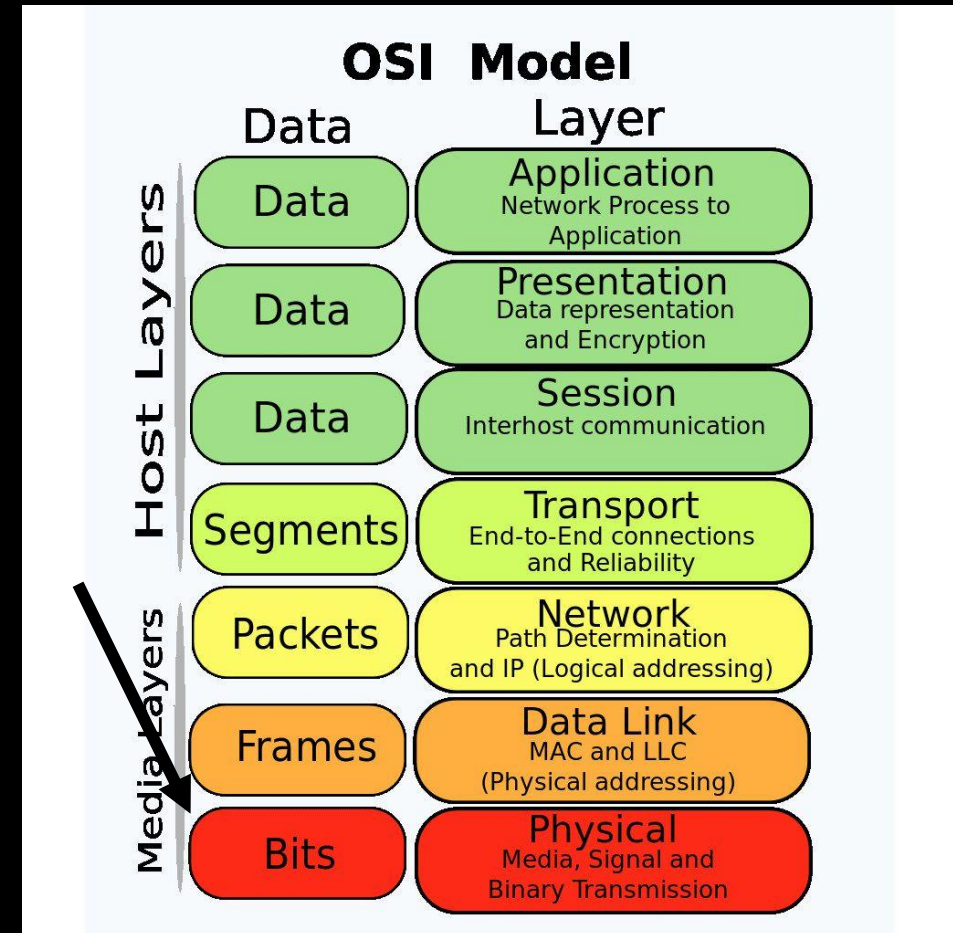 OSI Model
Data
Layer
Host Layers
Data
Application
Network Process to
Application
Data
Presentation
Data representation
and Encryption
Data
Session
Interhost communication
Segments
Transport
End-to-End connections
and Reliability
Media Layers
Packets
Network
Path Determination
and IP (Logical addressing)
Frames
Data Link
MAC and LLC
(Physical addressing)
Bits
Physical
Media, Signal and
Binary Transmission